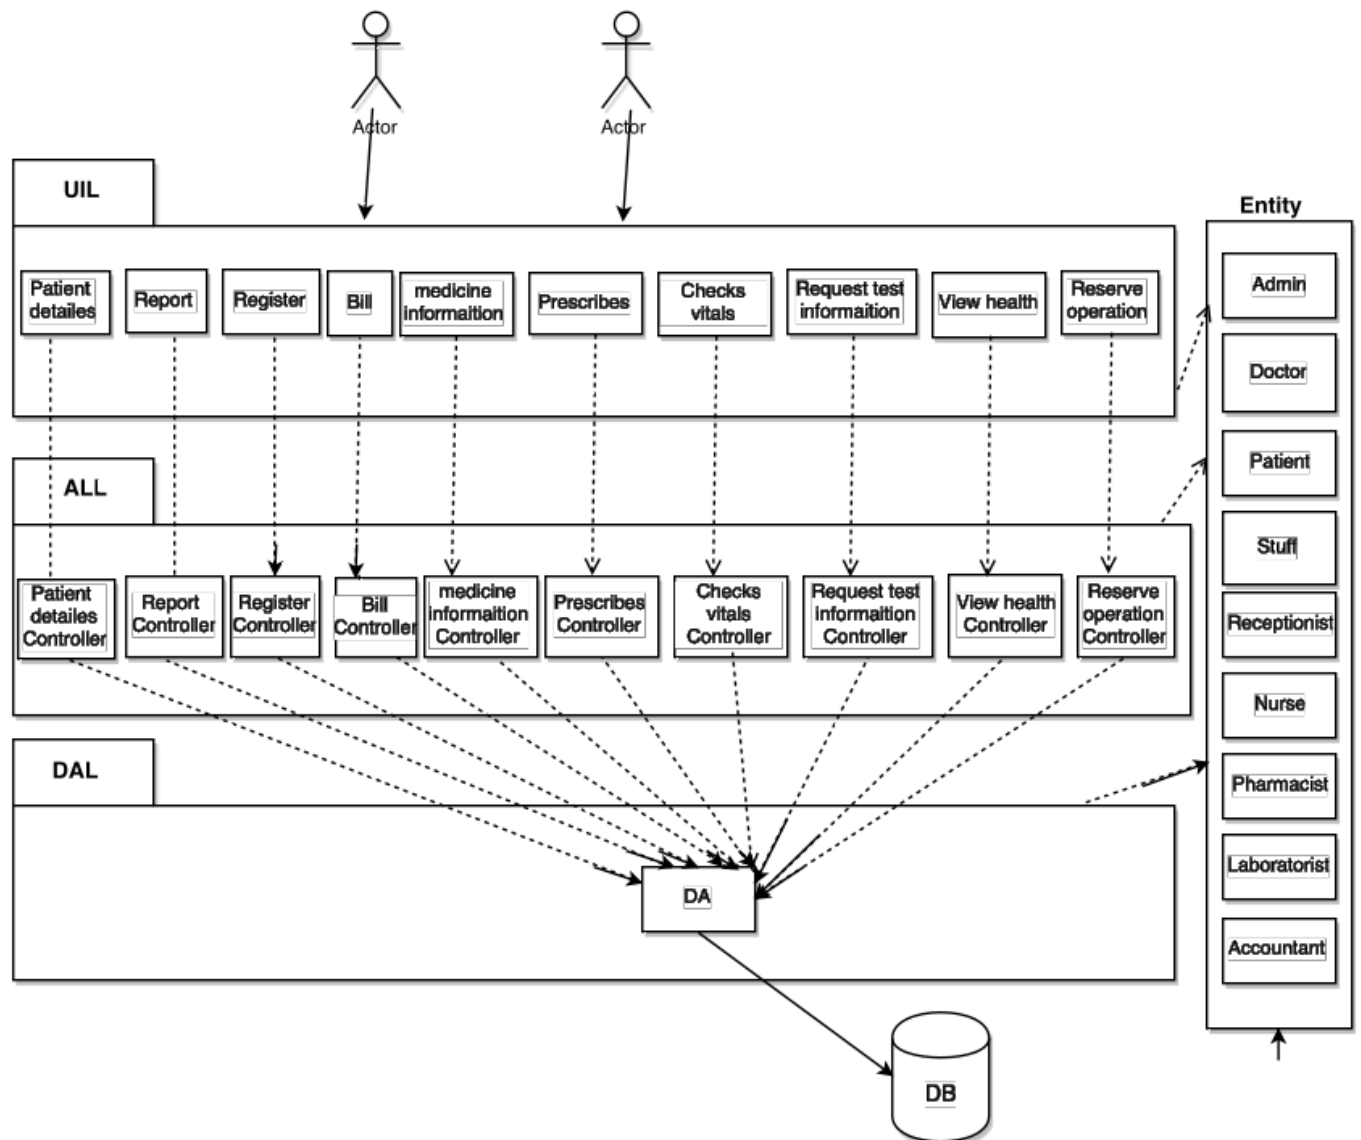 Actor
Actor
UIL
Entity
Patient
detailes
Report
Register
Bill
medicine
informaition
Prescribes
Checks
vitals
Request test
informaition
View health
Reserve
operation
Admin
Doctor
Patient
Stuff
Receptionist
Nurse
Pharmacist
Laboratorist
Accountant
ALL
Patient
detailes
Controller
Report
Controller
Register
Controller
Bill
Controller
medicine
informaition
Controller
Prescribes
Controller
Checks
vitals
Controller
Request test
informaition
Controller
View health
Controller
Reserve
operation
Controller
DAL
DA
DB